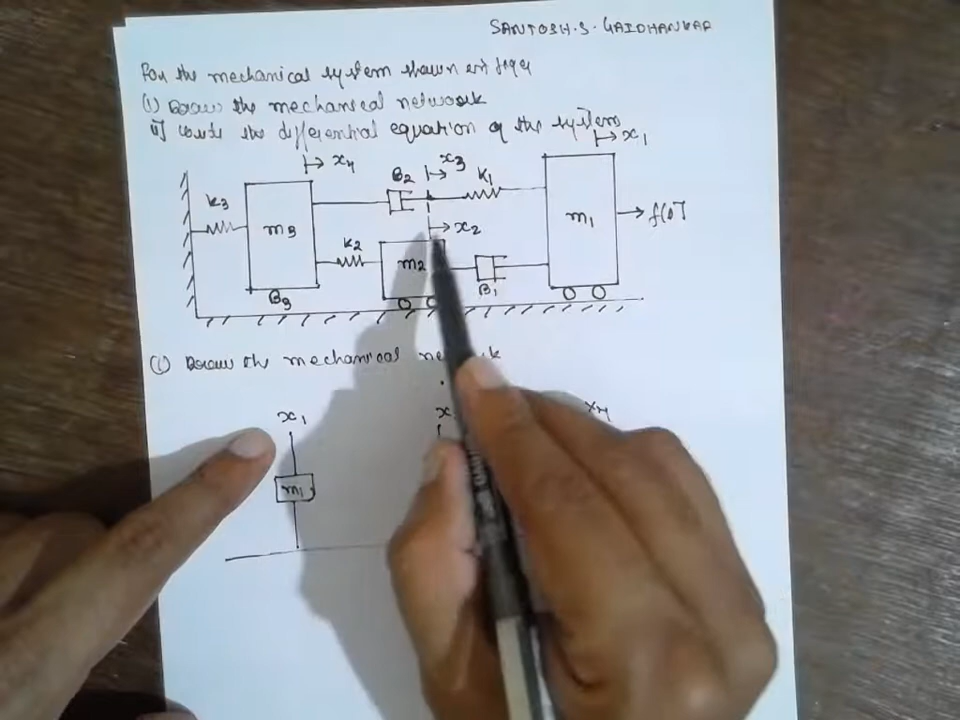 SANTOSH.S.GAIDHANKAR
For the mechanical system shown in fig
(i) Draw the mechanical network
ii] write the differential equation of the system
x4
x3
x1
K3
B2
K1
m3
x2
m1
f(t)
K2
m2
B1
B3
(i) Draw the mechanical
x1
x
x4
m1